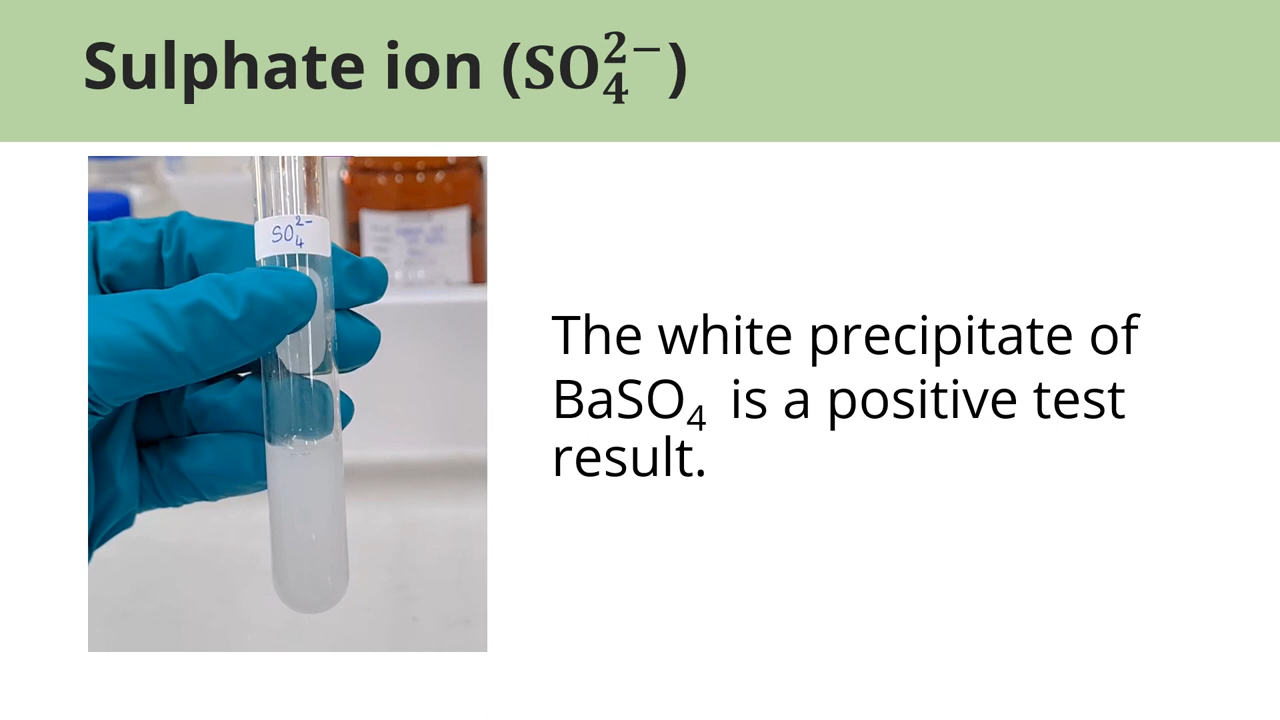 Sulphate ion (SO₄²⁻)
SO₄²⁻
The white precipitate of
BaSO₄ is a positive test
result.